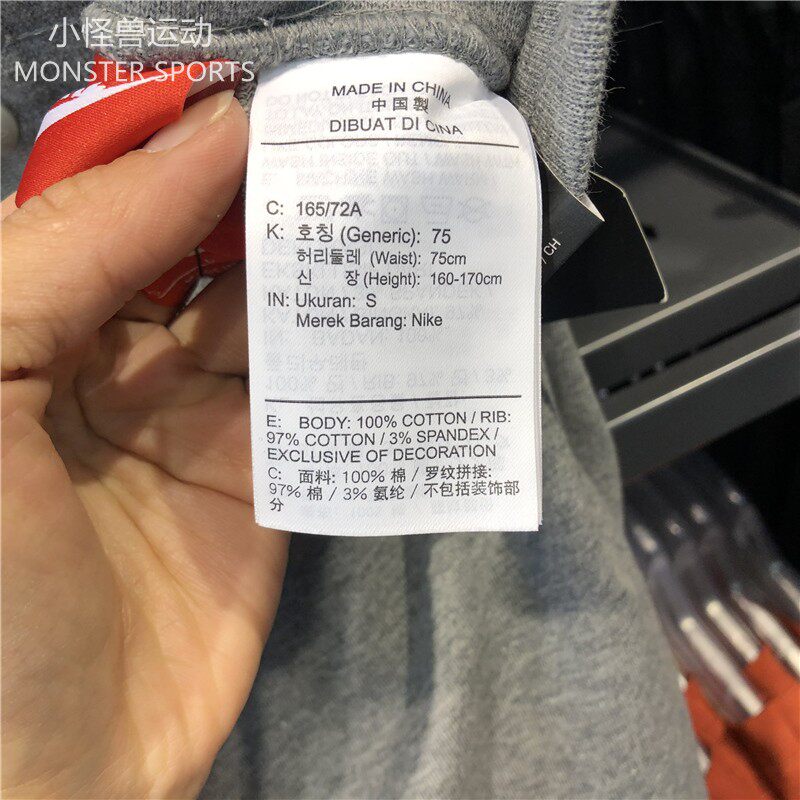 小怪兽运动
MONSTER SPORTS
MADE IN CHINA
中国製
DIBUAT DI CINA
C: 165/72A
K: 호칭 (Generic): 75
허리둘레 (Waist): 75cm
신 장 (Height): 160-170cm
IN: Ukuran: S
Merek Barang: Nike
E: BODY: 100% COTTON / RIB:
97% COTTON / 3% SPANDEX /
EXCLUSIVE OF DECORATION
C: 面料: 100% 棉 / 罗纹拼接:
97% 棉 / 3% 氨纶 / 不包括装饰部
分
/ CH